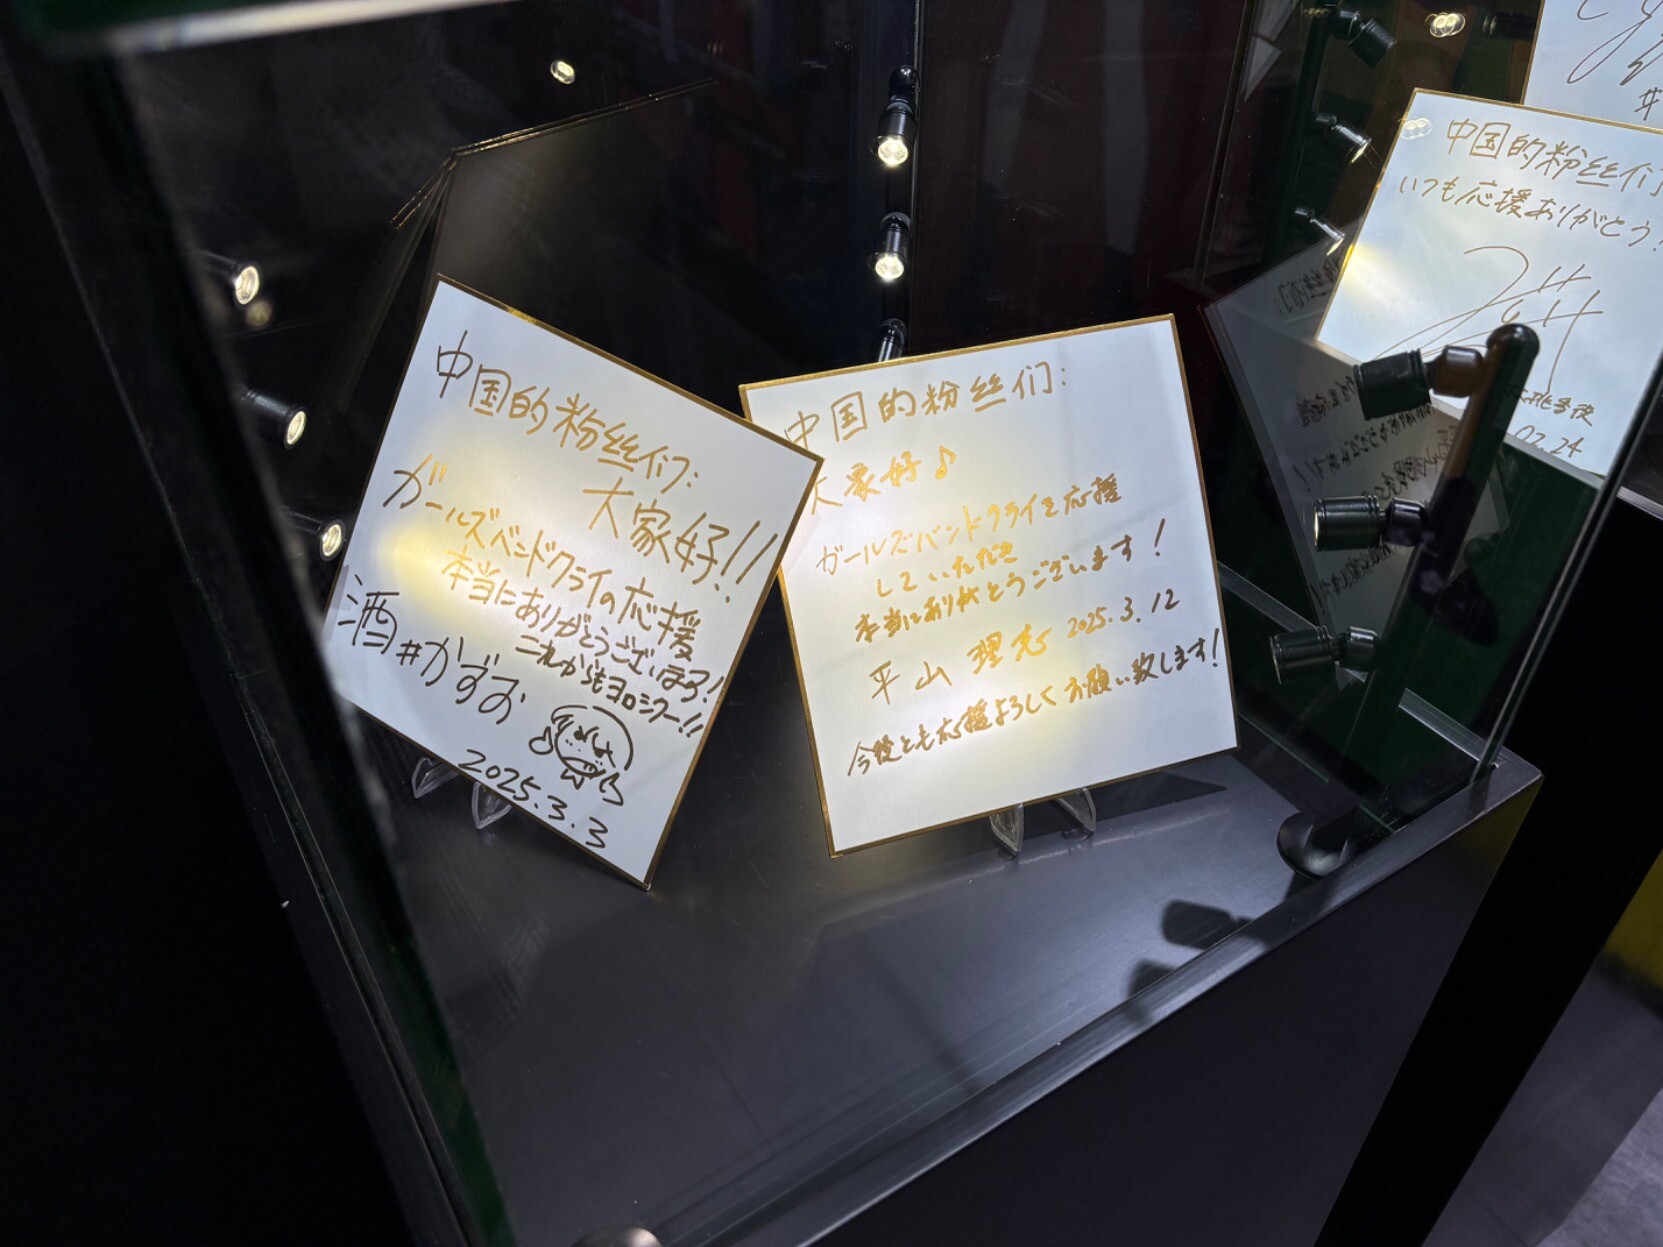 中国的粉丝们:
大家好!!
ガールズバンドクライの応援
本当にありがとうございまる!!
これからもヨロシクー!!
酒井かずお
2025.3.3
中国的粉丝们:
大家好♪
ガールズバンドクライを応援
していただき
本当にありがとうございます!
平山 理志 2025.3.12
今後とも応援よろしくお願い致します!
中国的粉丝们
いつも応援ありがとう!
02.24